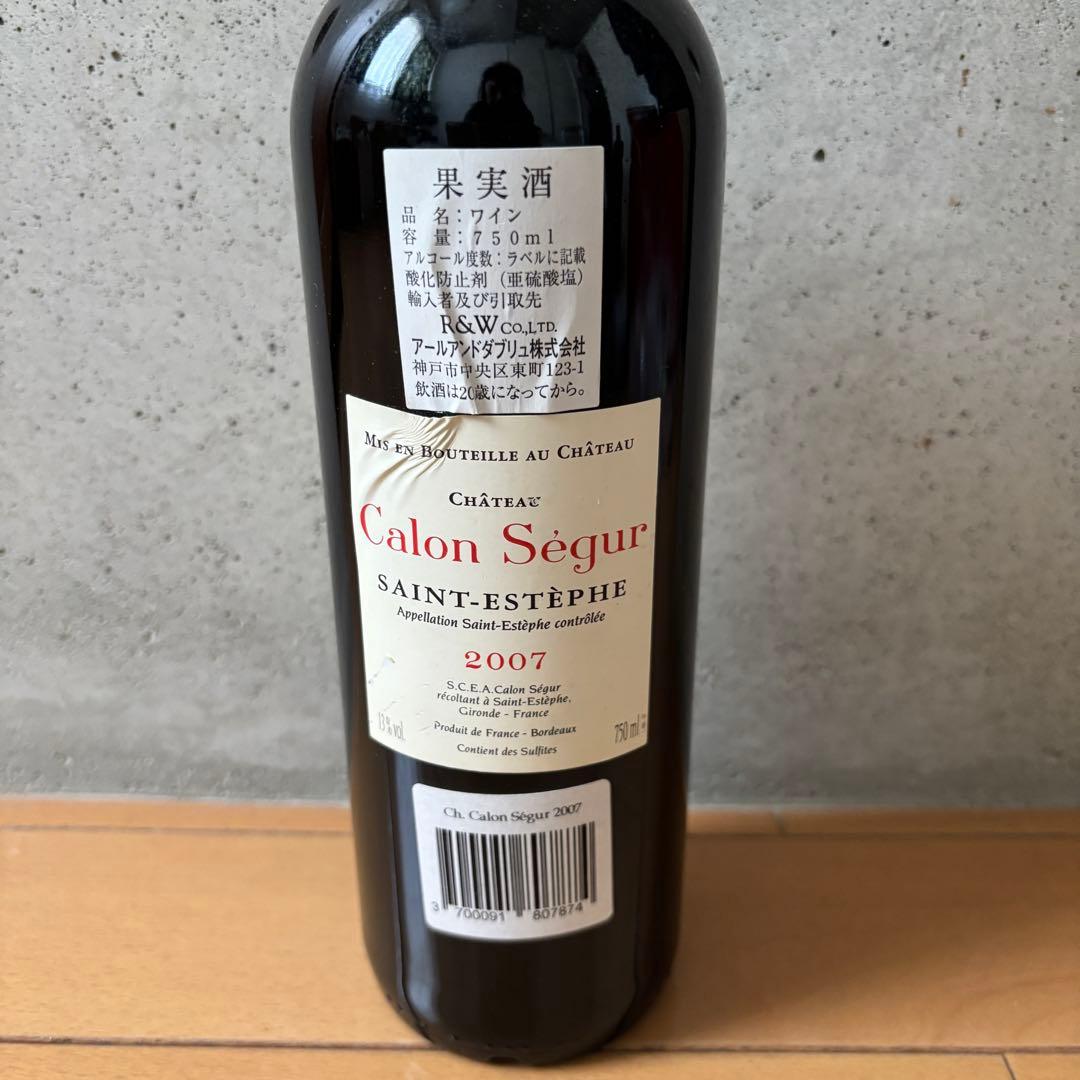 果実酒
品 名：ワイン
容 量：750ml
アルコール度数：ラベルに記載
酸化防止剤（亜硫酸塩）
輸入者及び引取先
R&W CO.,LTD.
アールアンドダブリュ株式会社
神戸市中央区東町123-1
飲酒は20歳になってから。
MIS EN BOUTEILLE AU CHÂTEAU
CHÂTEAU
Calon Ségur
SAINT-ESTÈPHE
Appellation Saint-Estèphe contrôlée
2007
S.C.E.A.Calon Ségur
récoltant à Saint-Estèphe,
Gironde - France
13% vol.
Produit de France - Bordeaux
750 ml
Contient des Sulfites
Ch. Calon Ségur 2007
3 700091 807874